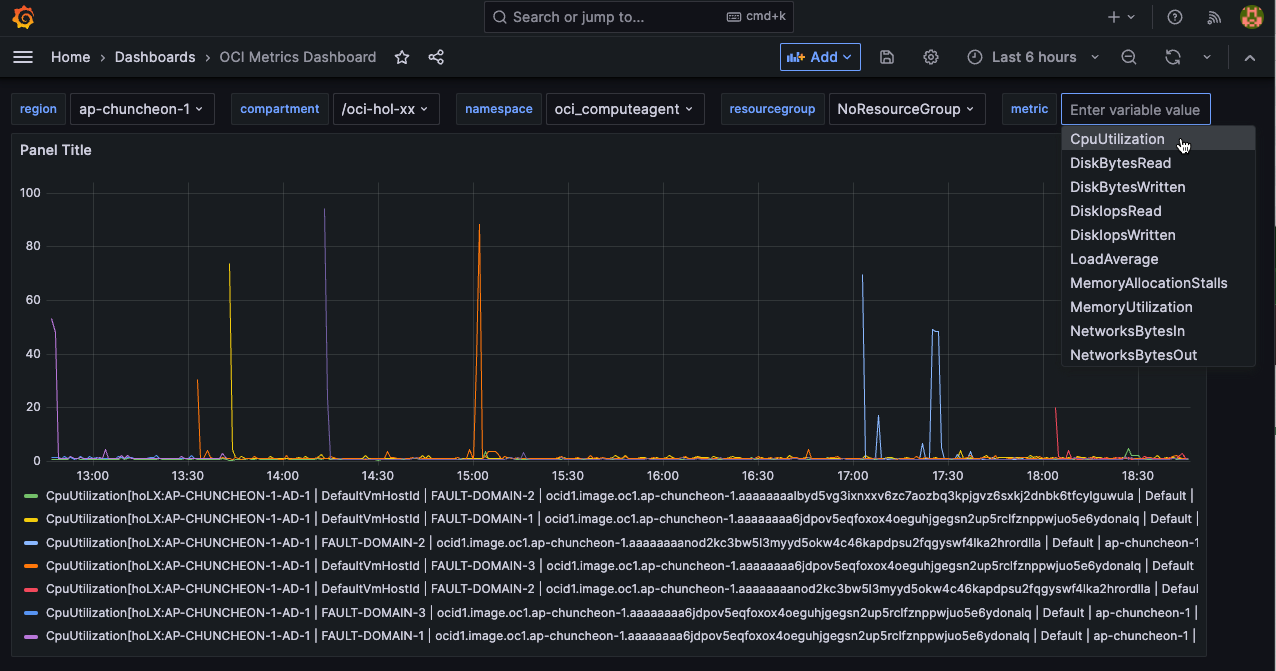 Search or jump to... cmd+k
Home › Dashboards › OCI Metrics Dashboard Add Last 6 hours
region ap-chuncheon-1 compartment /oci-hol-xx namespace oci_computeagent resourcegroup NoResourceGroup metric Enter variable value
CpuUtilization
DiskBytesRead
DiskBytesWritten
DiskIopsRead
DiskIopsWritten
LoadAverage
MemoryAllocationStalls
MemoryUtilization
NetworksBytesIn
NetworksBytesOut
Panel Title
100
80
60
40
20
0
13:00 13:30 14:00 14:30 15:00 15:30 16:00 16:30 17:00 17:30 18:00 18:30
CpuUtilization[hoLX:AP-CHUNCHEON-1-AD-1 | DefaultVmHostId | FAULT-DOMAIN-2 | ocid1.image.oc1.ap-chuncheon-1.aaaaaaaalbyd5vg3ixnxxv6zc7aozbq3kpjgvz6sxkj2dnbk6tfcylguwula | Default |
CpuUtilization[hoLX:AP-CHUNCHEON-1-AD-1 | DefaultVmHostId | FAULT-DOMAIN-1 | ocid1.image.oc1.ap-chuncheon-1.aaaaaaaa6jdpov5eqfoxox4oeguhjgegsn2up5rclfznppwjuo5e6ydonalq | Default |
CpuUtilization[hoLX:AP-CHUNCHEON-1-AD-1 | FAULT-DOMAIN-2 | ocid1.image.oc1.ap-chuncheon-1.aaaaaaaanod2kc3bw5l3myyd5okw4c46kapdpsu2fqgyswf4lka2hrordlla | Default | ap-chuncheon-1
CpuUtilization[hoLX:AP-CHUNCHEON-1-AD-1 | DefaultVmHostId | FAULT-DOMAIN-3 | ocid1.image.oc1.ap-chuncheon-1.aaaaaaaa6jdpov5eqfoxox4oeguhjgegsn2up5rclfznppwjuo5e6ydonalq | Default
CpuUtilization[hoLX:AP-CHUNCHEON-1-AD-1 | DefaultVmHostId | FAULT-DOMAIN-2 | ocid1.image.oc1.ap-chuncheon-1.aaaaaaaanod2kc3bw5l3myyd5okw4c46kapdpsu2fqgyswf4lka2hrordlla | Defaul
CpuUtilization[hoLX:AP-CHUNCHEON-1-AD-1 | FAULT-DOMAIN-3 | ocid1.image.oc1.ap-chuncheon-1.aaaaaaaa6jdpov5eqfoxox4oeguhjgegsn2up5rclfznppwjuo5e6ydonalq | Default | ap-chuncheon-1 |
CpuUtilization[hoLX:AP-CHUNCHEON-1-AD-1 | FAULT-DOMAIN-1 | ocid1.image.oc1.ap-chuncheon-1.aaaaaaaa6jdpov5eqfoxox4oeguhjgegsn2up5rclfznppwjuo5e6ydonalq | Default | ap-chuncheon-1 |